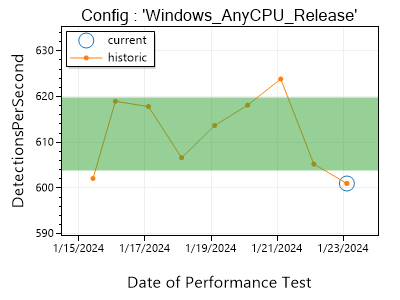 Config : 'Windows_AnyCPU_Release'
current
historic
DetectionsPerSecond
630
620
610
600
590
1/15/2024
1/17/2024
1/19/2024
1/21/2024
1/23/2024
Date of Performance Test